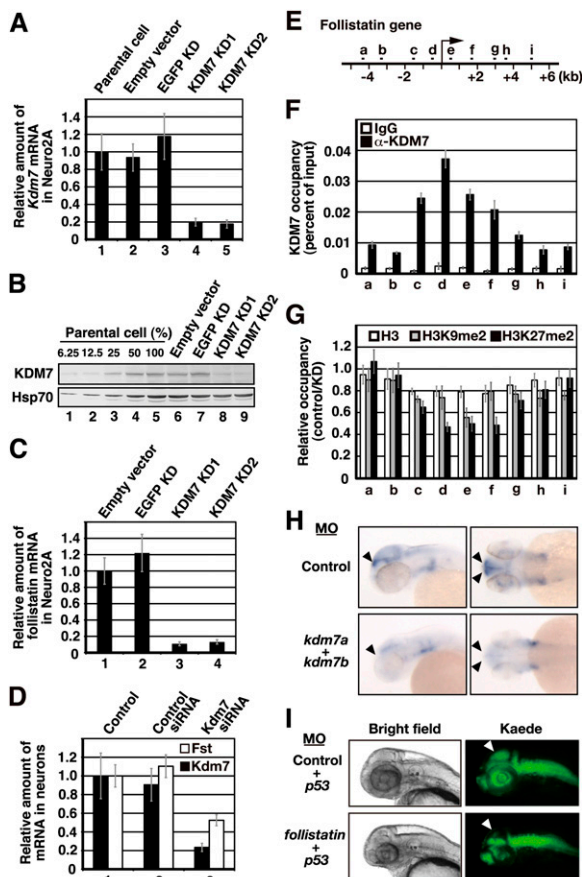 A
Parental cell
Empty vector
EGFP KD
KDM7 KD1
KDM7 KD2
Relative amount of
Kdm7 mRNA
in Neuro2A
1.4
1.2
1.0
0.8
0.6
0.4
0.2
0
1 2 3 4 5
B
Parental cell (%)
6.25 12.5 25 50 100
Empty vector
EGFP KD
KDM7 KD1
KDM7 KD2
KDM7
Hsp70
1 2 3 4 5 6 7 8 9
C
Empty vector
EGFP KD
KDM7 KD1
KDM7 KD2
Relative amount of
follistatin mRNA
in Neuro2A
1.4
1.2
1.0
0.8
0.6
0.4
0.2
0
1 2 3 4
D
Control
Control
siRNA
Kdm7
siRNA
Fst
Kdm7
Relative amounts of
mRNA in neurons
1.2
1.0
0.8
0.6
0.4
0.2
0
E Follistatin gene
a b c d e f g h i
-4 -2 +2 +4 +6 (kb)
F
IgG
α-KDM7
KDM7 occupancy
(percent of input)
0.04
0.03
0.02
0.01
0
a b c d e f g h i
G
H3 H3K9me2 H3K27me2
Relative occupancy
(control/KD)
1.2
1.0
0.8
0.6
0.4
0.2
0
a b c d e f g h i
H
MO
Control
kdm7a
+
kdm7b
I
MO
Bright field Kaede
Control
+
p53
follistatin
+
p53